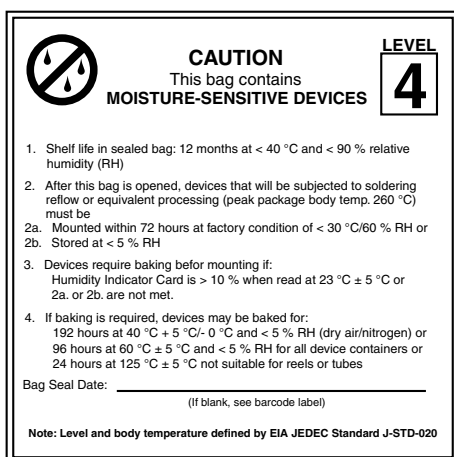 CAUTION
This bag contains
MOISTURE-SENSITIVE DEVICES
LEVEL
4
1. Shelf life in sealed bag: 12 months at < 40 °C and < 90 % relative
humidity (RH)
2. After this bag is opened, devices that will be subjected to soldering
reflow or equivalent processing (peak package body temp. 260 °C)
must be
2a. Mounted within 72 hours at factory condition of < 30 °C/60 % RH or
2b. Stored at < 5 % RH
3. Devices require baking befor mounting if:
Humidity Indicator Card is > 10 % when read at 23 °C ± 5 °C or
2a. or 2b. are not met.
4. If baking is required, devices may be baked for:
192 hours at 40 °C + 5 °C/- 0 °C and < 5 % RH (dry air/nitrogen) or
96 hours at 60 °C ± 5 °C and < 5 % RH for all device containers or
24 hours at 125 °C ± 5 °C not suitable for reels or tubes
Bag Seal Date:
(If blank, see barcode label)
Note: Level and body temperature defined by EIA JEDEC Standard J-STD-020